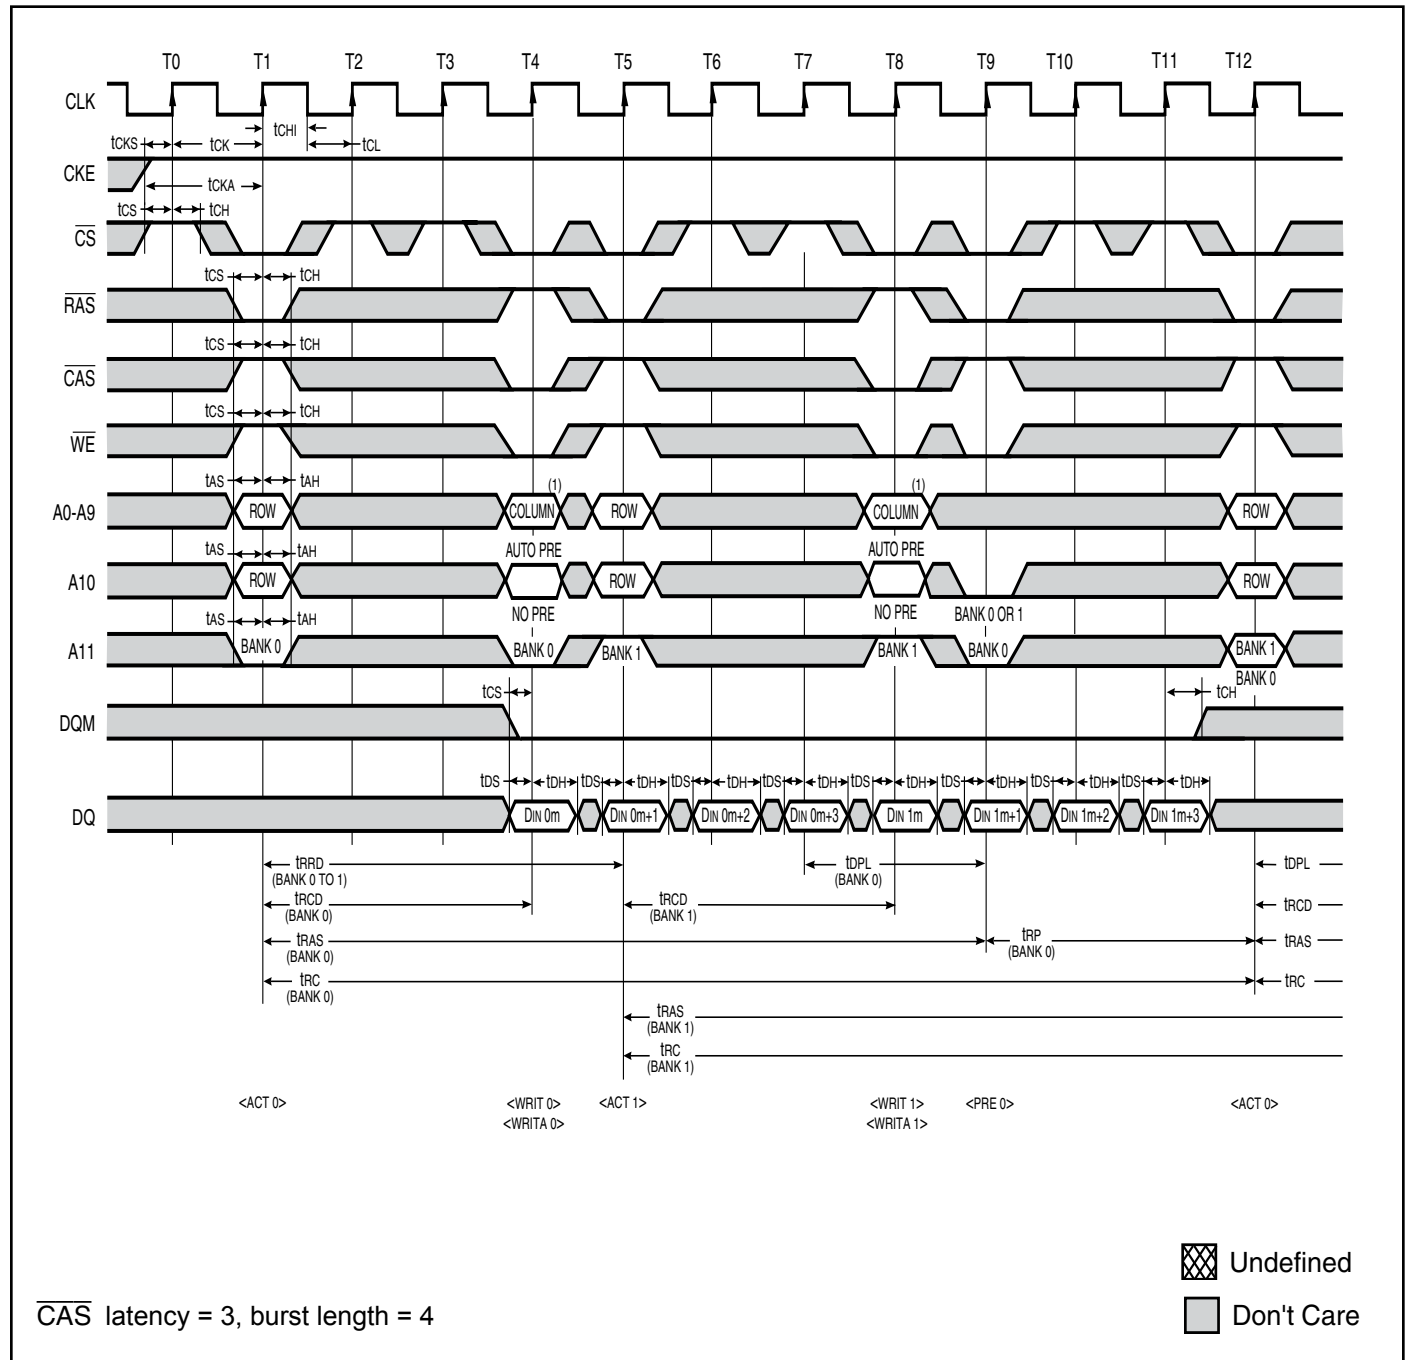 T0 T1 T2 T3 T4 T5 T6 T7 T8 T9 T10 T11 T12
CLK
tCHI
tCKS tCK tCL
CKE
tCKA
tCS tCH
CS
tCS tCH
RAS
tCS tCH
CAS
tCS tCH
WE
tAS tAH (1) (1)
A0-A9 ROW COLUMN ROW COLUMN ROW
tAS tAH AUTO PRE AUTO PRE
A10 ROW ROW ROW
NO PRE NO PRE BANK 0 OR 1
tAS tAH
A11 BANK 0 BANK 0 BANK 1 BANK 1 BANK 0 BANK 1
BANK 0
tCS tCH
DQM
tDS tDH tDS tDH tDS tDH tDS tDH tDS tDH tDS tDH tDS tDH tDS tDH
DQ DIN 0m DIN 0m+1 DIN 0m+2 DIN 0m+3 DIN 1m DIN 1m+1 DIN 1m+2 DIN 1m+3
tRRD tDPL tDPL
(BANK 0 TO 1) (BANK 0)
tRCD tRCD tRCD
(BANK 0) (BANK 1)
tRAS tRP tRAS
(BANK 0) (BANK 0)
tRC tRC
(BANK 0)
tRAS
(BANK 1)
tRC
(BANK 1)
<ACT 0> <WRIT 0> <ACT 1> <WRIT 1> <PRE 0> <ACT 0>
<WRITA 0> <WRITA 1>
Undefined
CAS latency = 3, burst length = 4
Don't Care